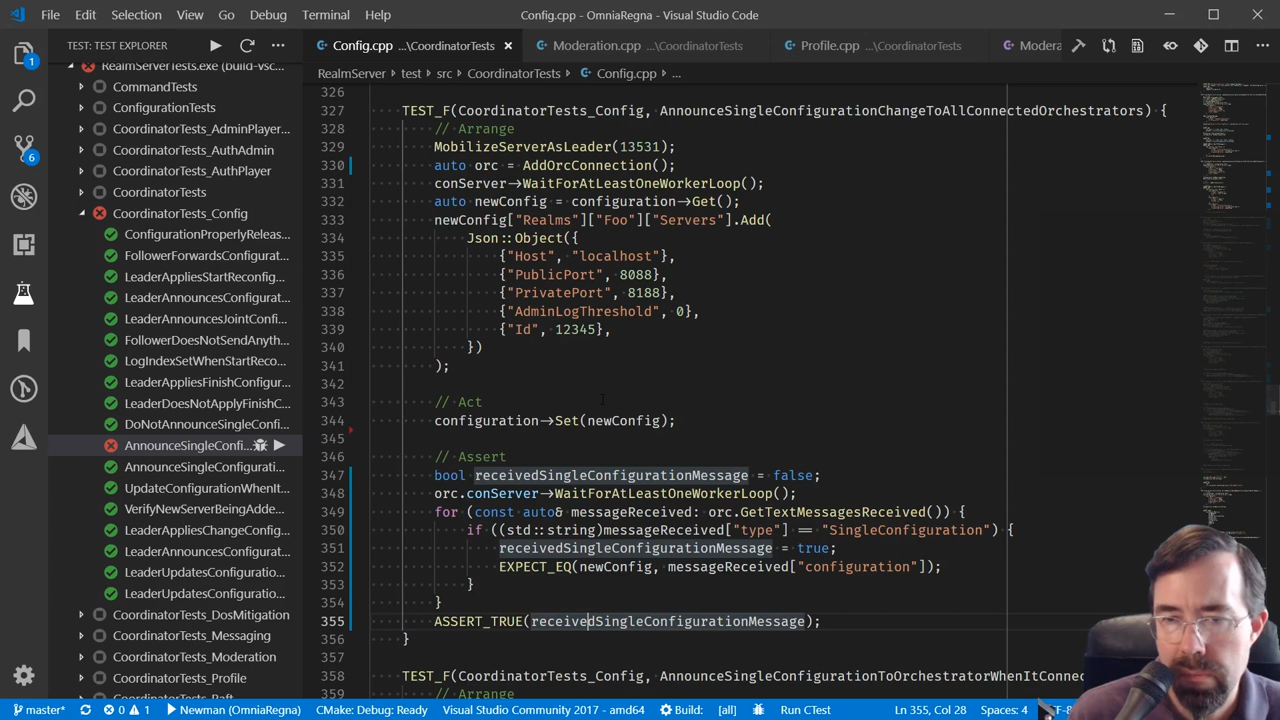 File Edit Selection View Go Debug Terminal Help Config.cpp - OmniaRegna - Visual Studio Code
TEST: TEST EXPLORER
RealmServerTests.exe (build-vsc...
CommandTests
ConfigurationTests
CoordinatorTests_AdminPlayer...
CoordinatorTests_AuthAdmin
CoordinatorTests_AuthPlayer
CoordinatorTests
CoordinatorTests_Config
ConfigurationProperlyReleas...
FollowerForwardsConfigurat...
LeaderAppliesStartReconfig...
LeaderAnnouncesConfigurat...
LeaderAnnouncesJointConfi...
FollowerDoesNotSendAnyth...
LogIndexSetWhenStartReco...
LeaderAppliesFinishConfigur...
LeaderDoesNotApplyFinishC...
DoNotAnnounceSingleConfi...
AnnounceSingleConfi...
AnnounceSingleConfigurati...
UpdateConfigurationWhenIt...
VerifyNewServerBeingAdde...
LeaderAppliesChangeConfig...
LeaderAnnouncesConfigurat...
LeaderUpdatesConfiguratio...
LeaderUpdatesConfiguratio...
CoordinatorTests_DosMitigation
CoordinatorTests_Messaging
CoordinatorTests_Moderation
CoordinatorTests_Profile
CoordinatorTests_Raft
1
6
Config.cpp ...\CoordinatorTests Moderation.cpp ...\CoordinatorTests Profile.cpp ...\CoordinatorTests Modera
RealmServer > test > src > CoordinatorTests > Config.cpp > ...
326
327 TEST_F(CoordinatorTests_Config, AnnounceSingleConfigurationChangeToAllConnectedOrchestrators) {
328 // Arrange
329 MobilizeServerAsLeader(13531);
330 auto orc = AddOrcConnection();
331 conServer->WaitForAtLeastOneWorkerLoop();
332 auto newConfig = configuration->Get();
333 newConfig["Realms"]["Foo"]["Servers"].Add(
334 Json::Object({
335 {"Host", "localhost"},
336 {"PublicPort", 8088},
337 {"PrivatePort", 8188},
338 {"AdminLogThreshold", 0},
339 {"Id", 12345},
340 })
341 );
342
343 // Act
344 configuration->Set(newConfig);
345
346 // Assert
347 bool receivedSingleConfigurationMessage = false;
348 orc.conServer->WaitForAtLeastOneWorkerLoop();
349 for (const auto& messageReceived: orc.GetTextMessagesReceived()) {
350 if ((std::string)messageReceived["type"] == "SingleConfiguration") {
351 receivedSingleConfigurationMessage = true;
352 EXPECT_EQ(newConfig, messageReceived["configuration"]);
353 }
354 }
355 ASSERT_TRUE(receivedSingleConfigurationMessage);
356 }
357
358 TEST_F(CoordinatorTests_Config, AnnounceSingleConfigurationToOrchestratorWhenItConnec
359 // Arrange
master* 0 1 Newman (OmniaRegna) CMake: Debug: Ready Visual Studio Community 2017 - amd64 Build: [all] Run CTest Ln 355, Col 28 Spaces: 4